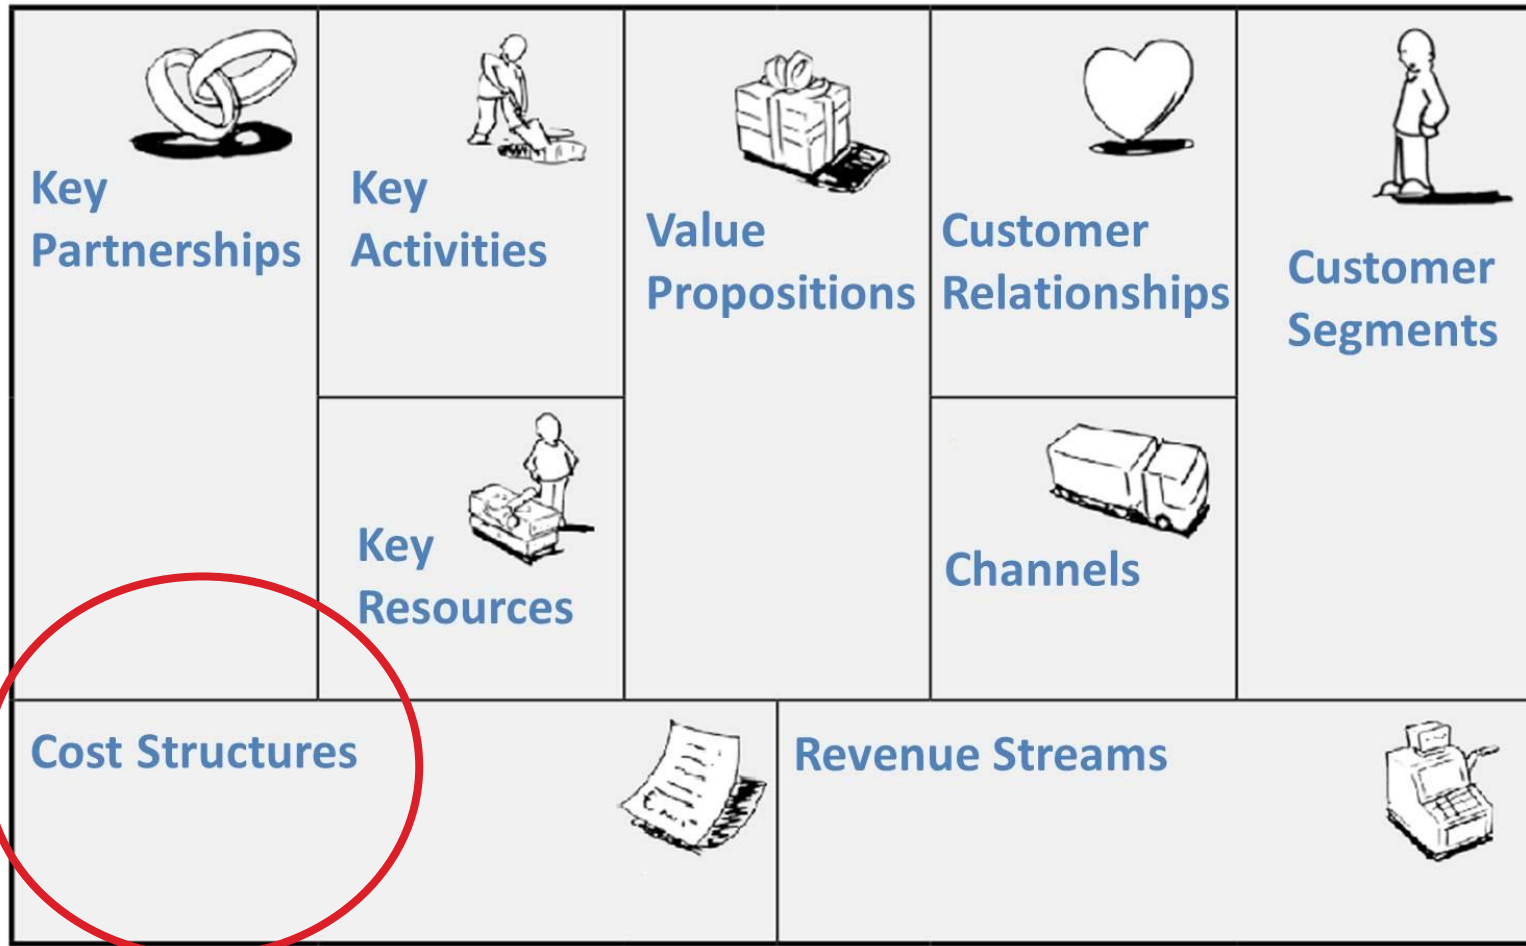 Key
Partnerships
Key
Activities
Key
Resources
Value
Propositions
Customer
Relationships
Channels
Customer
Segments
Cost Structures
Revenue Streams